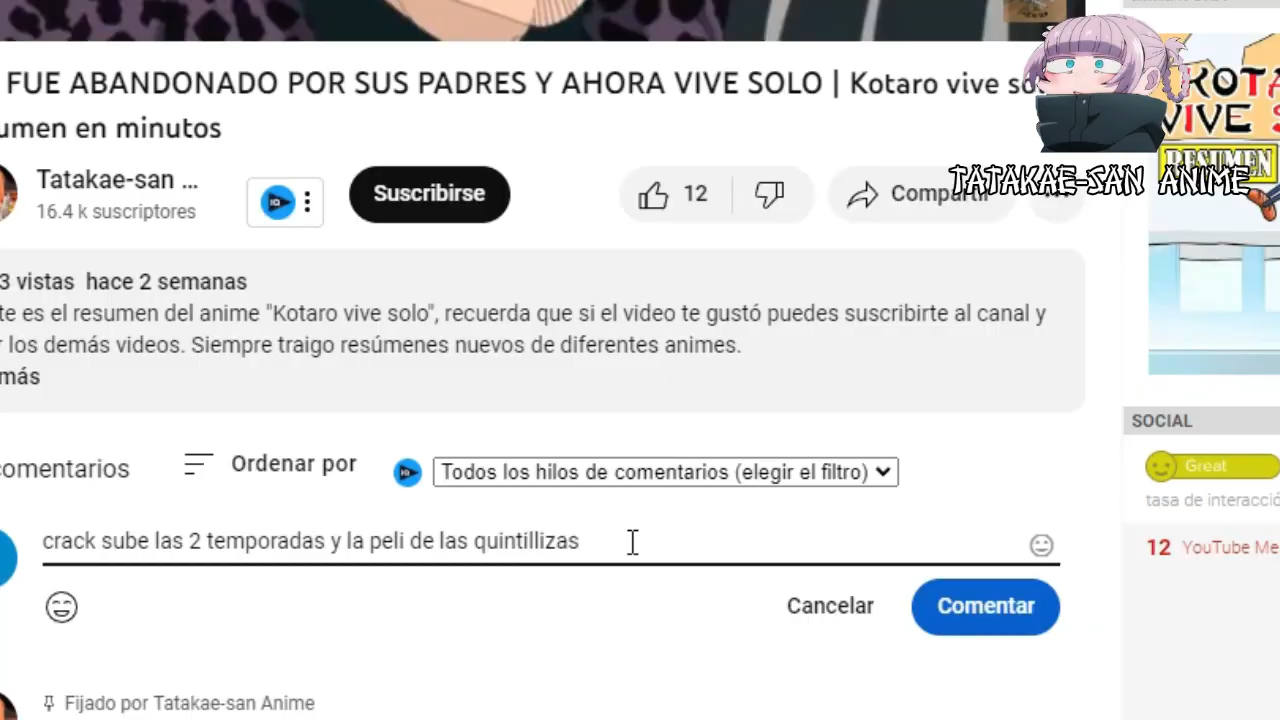 FUE ABANDONADO POR SUS PADRES Y AHORA VIVE SOLO | Kotaro vive so
umen en minutos
KOTA
VIVE S
RESUMEN
TATAKAE-SAN ANIME
Tatakae-san ...
16.4 k suscriptores
Suscribirse
12
Compartir
3 vistas hace 2 semanas
te es el resumen del anime "Kotaro vive solo", recuerda que si el video te gustó puedes suscribirte al canal y
r los demás videos. Siempre traigo resúmenes nuevos de diferentes animes.
más
SOCIAL
Great
tasa de interacció
12 YouTube Me
comentarios
Ordenar por
Todos los hilos de comentarios (elegir el filtro)
crack sube las 2 temporadas y la peli de las quintillizas
Cancelar
Comentar
Fijado por Tatakae-san Anime